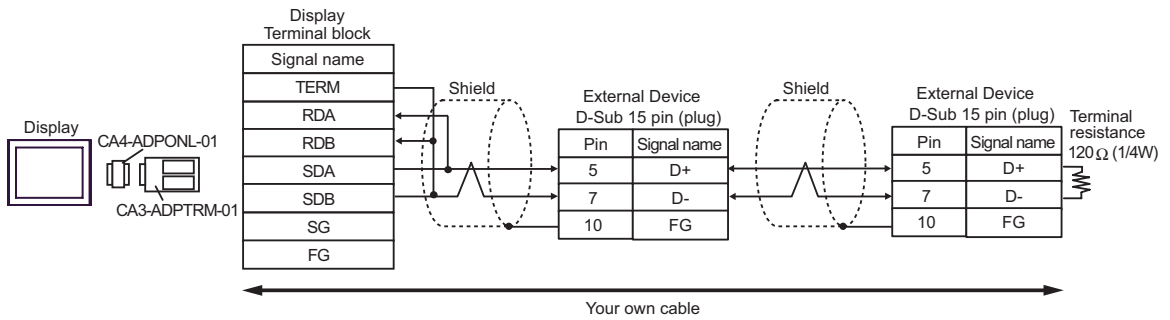 Display
Terminal block
Signal name
TERM
RDA
RDB
SDA
SDB
SG
FG
Display
CA4-ADPONL-01
CA3-ADPTRM-01
Shield
External Device
D-Sub 15 pin (plug)
Pin Signal name
5 D+
7 D-
10 FG
Shield
External Device
D-Sub 15 pin (plug)
Pin Signal name
5 D+
7 D-
10 FG
Terminal
resistance
120Ω (1/4W)
Your own cable